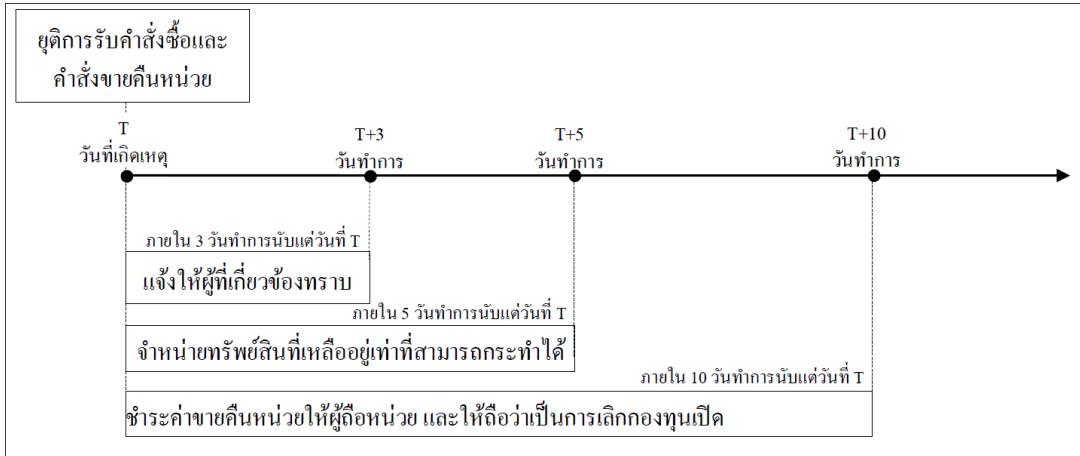 ยุติการรับคำสั่งซื้อและ
คำสั่งขายคืนหน่วย
T
วันที่เกิดเหตุ
T+3
วันทำการ
T+5
วันทำการ
T+10
วันทำการ
ภายใน 3 วันทำการนับแต่วันที่ T
แจ้งให้ผู้ที่เกี่ยวข้องทราบ
ภายใน 5 วันทำการนับแต่วันที่ T
จำหน่ายทรัพย์สินที่เหลืออยู่เท่าที่สามารถกระทำได้
ภายใน 10 วันทำการนับแต่วันที่ T
ชำระค่าขายคืนหน่วยให้ผู้ถือหน่วย และให้ถือว่าเป็นการเลิกกองทุนเปิด